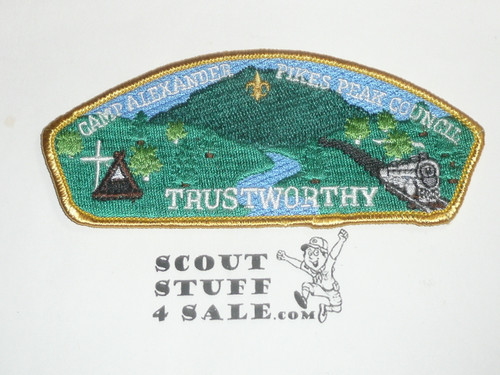 CAMP ALEXANDER PIKES PEAK COUNCIL
TRUSTWORTHY
SCOUT
STUFF
4 SALE.COM